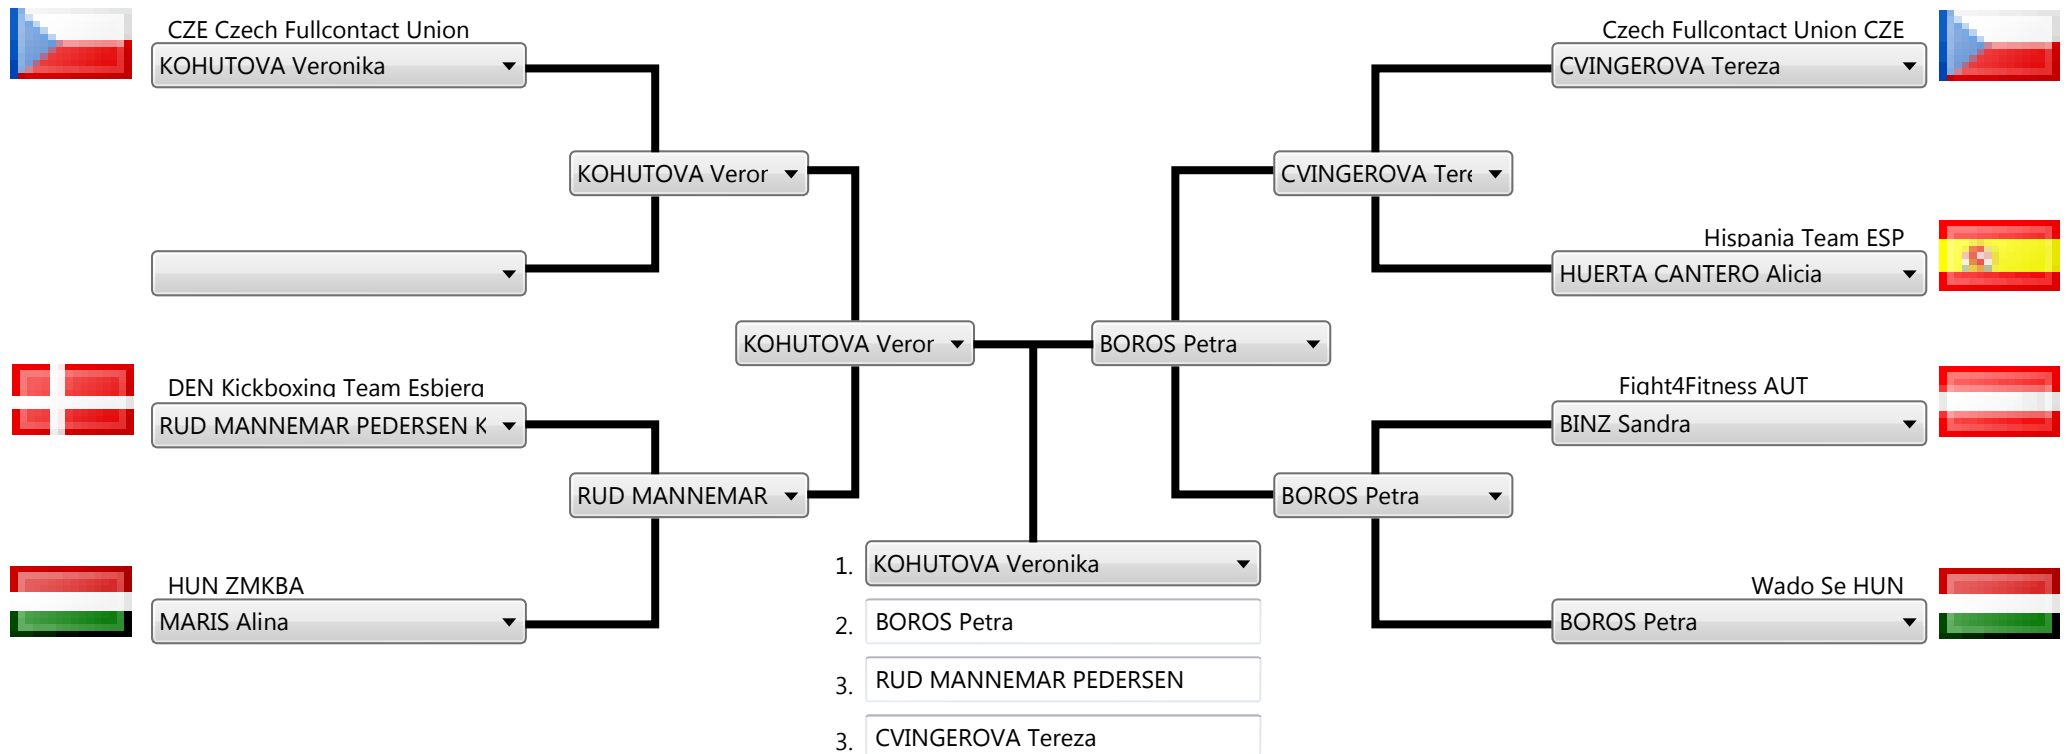 CZE Czech Fullcontact Union
KOHUTOVA Veronika
Czech Fullcontact Union CZE
CVINGEROVA Tereza
KOHUTOVA Veror
CVINGEROVA Tere
Hispania Team ESP
HUERTA CANTERO Alicia
KOHUTOVA Veror
BOROS Petra
DEN Kickboxing Team Esbjerg
RUD MANNEMAR PEDERSEN K
Fight4Fitness AUT
BINZ Sandra
RUD MANNEMAR
BOROS Petra
HUN ZMKBA
MARIS Alina
Wado Se HUN
BOROS Petra
1. KOHUTOVA Veronika
2. BOROS Petra
3. RUD MANNEMAR PEDERSEN
3. CVINGEROVA Tereza